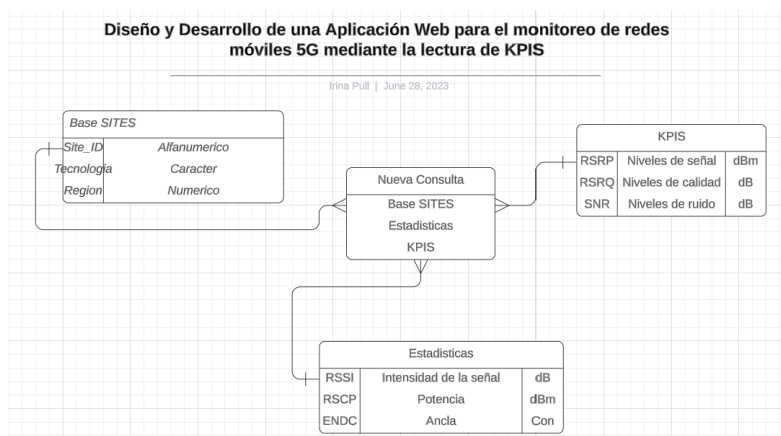 Diseño y Desarrollo de una Aplicación Web para el monitoreo de redes
móviles 5G mediante la lectura de KPIS
Irina Pull | June 28, 2023
Base SITES
Site_ID Alfanumerico
Tecnologia Caracter
Region Numerico
Nueva Consulta
Base SITES
Estadisticas
KPIS
KPIS
RSRP Niveles de señal dBm
RSRQ Niveles de calidad dB
SNR Niveles de ruido dB
Estadisticas
RSSI Intensidad de la señal dB
RSCP Potencia dBm
ENDC Ancla Con